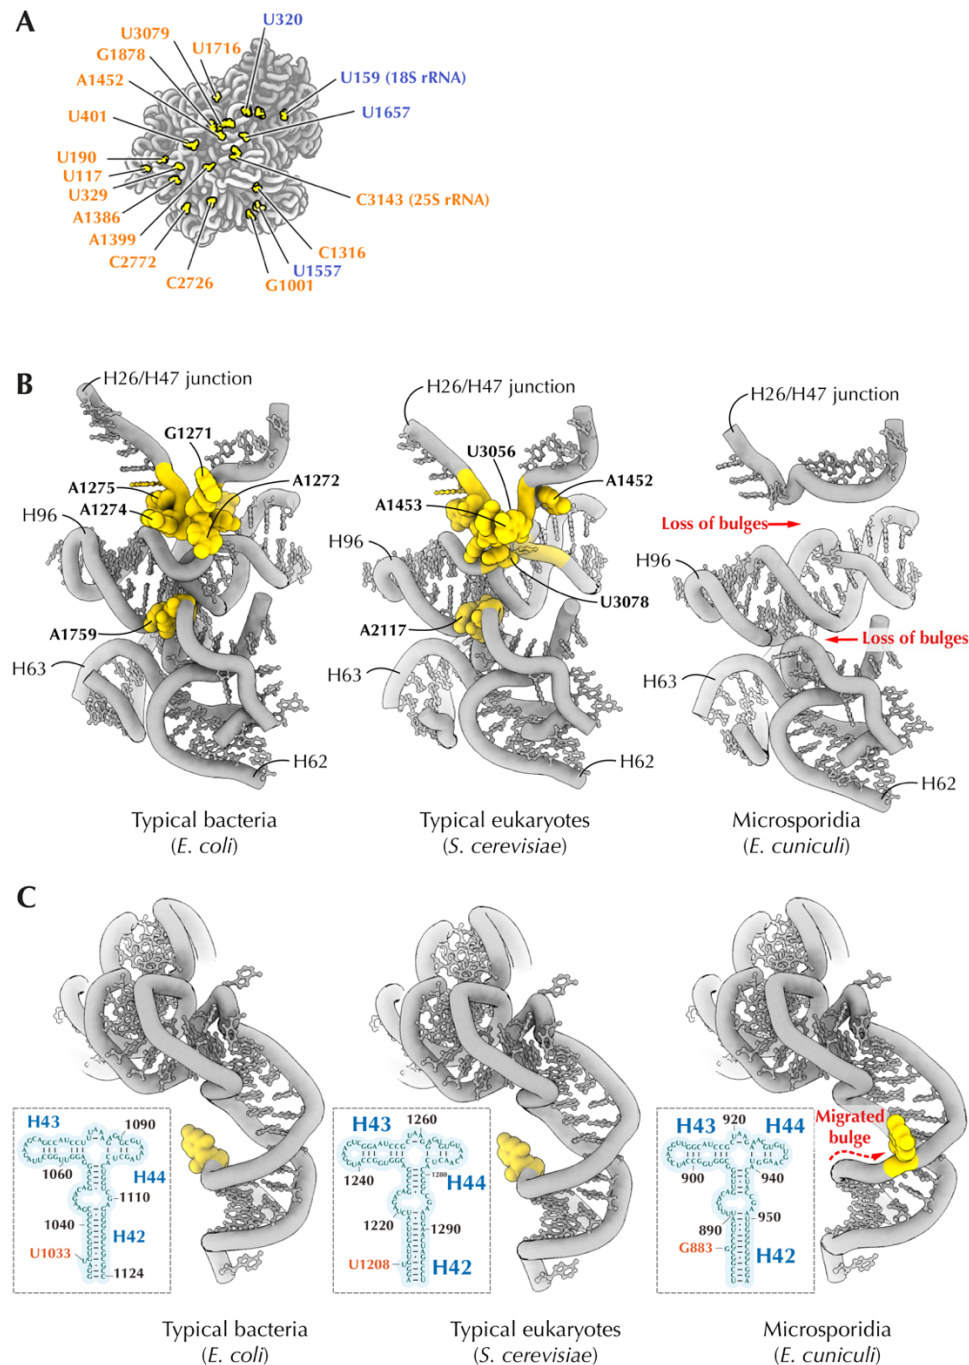 A
U3079
U320
G1878
U1716
A1452
U159 (18S rRNA)
U401
U1657
U190
U117
U329
C3143 (25S rRNA)
A1386
A1399
C1316
C2772
U1557
C2726
G1001
B
H26/H47 junction
G1271
A1275
A1272
A1274
H96
A1759
H63
H62
Typical bacteria
(E. coli)
H26/H47 junction
U3056
A1452
A1453
H96
U3078
A2117
H63
H62
Typical eukaryotes
(S. cerevisiae)
H26/H47 junction
Loss of bulges
H96
Loss of bulges
H63
H62
Microsporidia
(E. cuniculi)
C
H43
1090
1060
H44
1110
1040
H42
U1033
1124
Typical bacteria
(E. coli)
H43
1260
1240
1280
H44
1220
1290
U1208
H42
Typical eukaryotes
(S. cerevisiae)
H43
920
H44
900
940
890
950
G883
H42
Migrated
bulge
Microsporidia
(E. cuniculi)